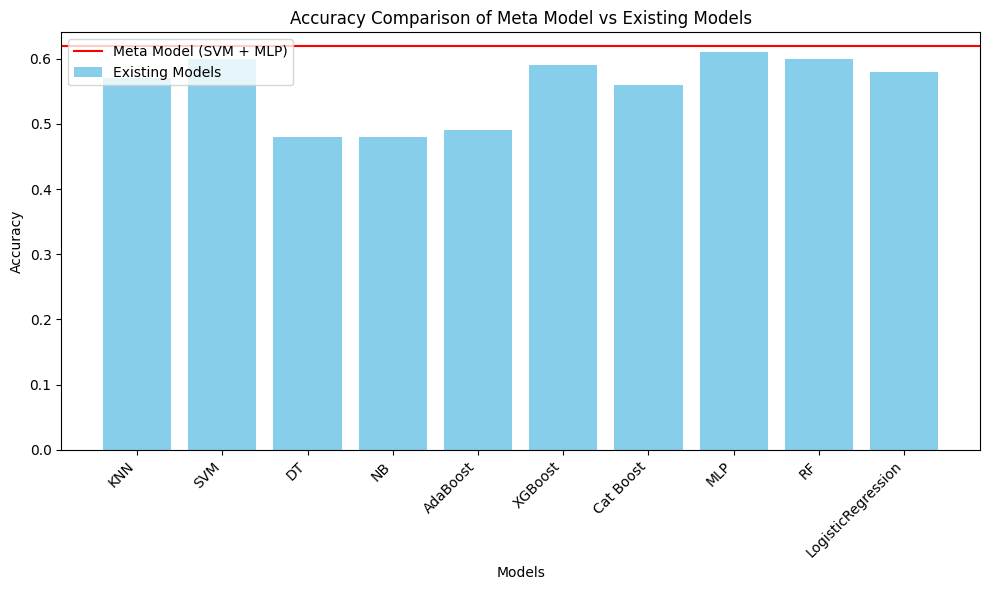 Accuracy Comparison of Meta Model vs Existing Models
Meta Model (SVM + MLP)
Existing Models
Accuracy
0.6
0.5
0.4
0.3
0.2
0.1
0.0
KNN
SVM
DT
NB
AdaBoost
XGBoost
Cat Boost
MLP
RF
LogisticRegression
Models